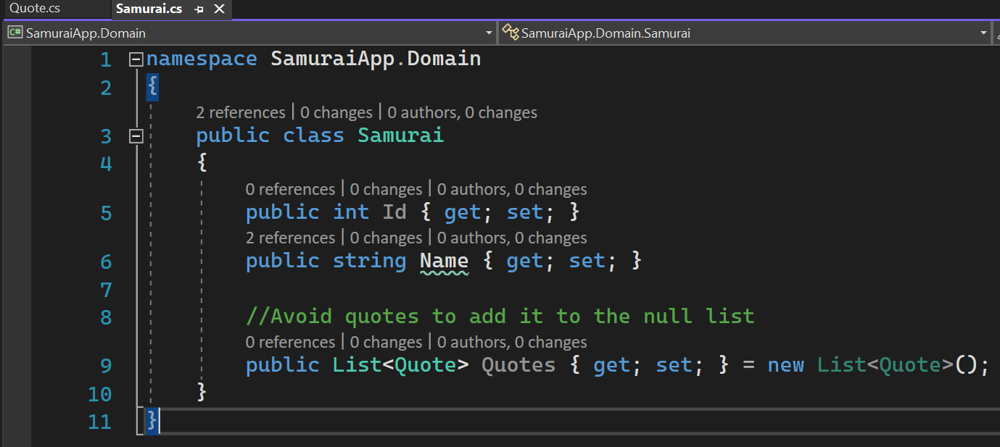 Quote.cs Samurai.cs
C# SamuraiApp.Domain SamuraiApp.Domain.Samurai
1 namespace SamuraiApp.Domain
2 {
2 references | 0 changes | 0 authors, 0 changes
3 public class Samurai
4 {
0 references | 0 changes | 0 authors, 0 changes
5 public int Id { get; set; }
2 references | 0 changes | 0 authors, 0 changes
6 public string Name { get; set; }
7
8 //Avoid quotes to add it to the null list
0 references | 0 changes | 0 authors, 0 changes
9 public List<Quote> Quotes { get; set; } = new List<Quote>();
10 }
11 }